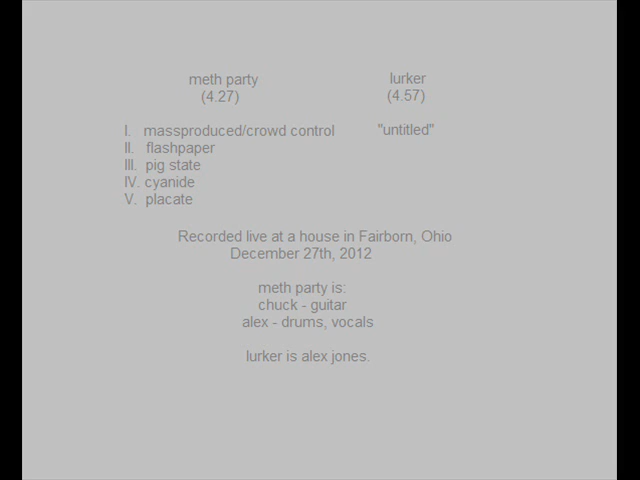 meth party
(4.27)
I. massproduced/crowd control
II. flashpaper
III. pig state
IV. cyanide
V. placate
lurker
(4.57)
"untitled"
Recorded live at a house in Fairborn, Ohio
December 27th, 2012
meth party is:
chuck - guitar
alex - drums, vocals
lurker is alex jones.